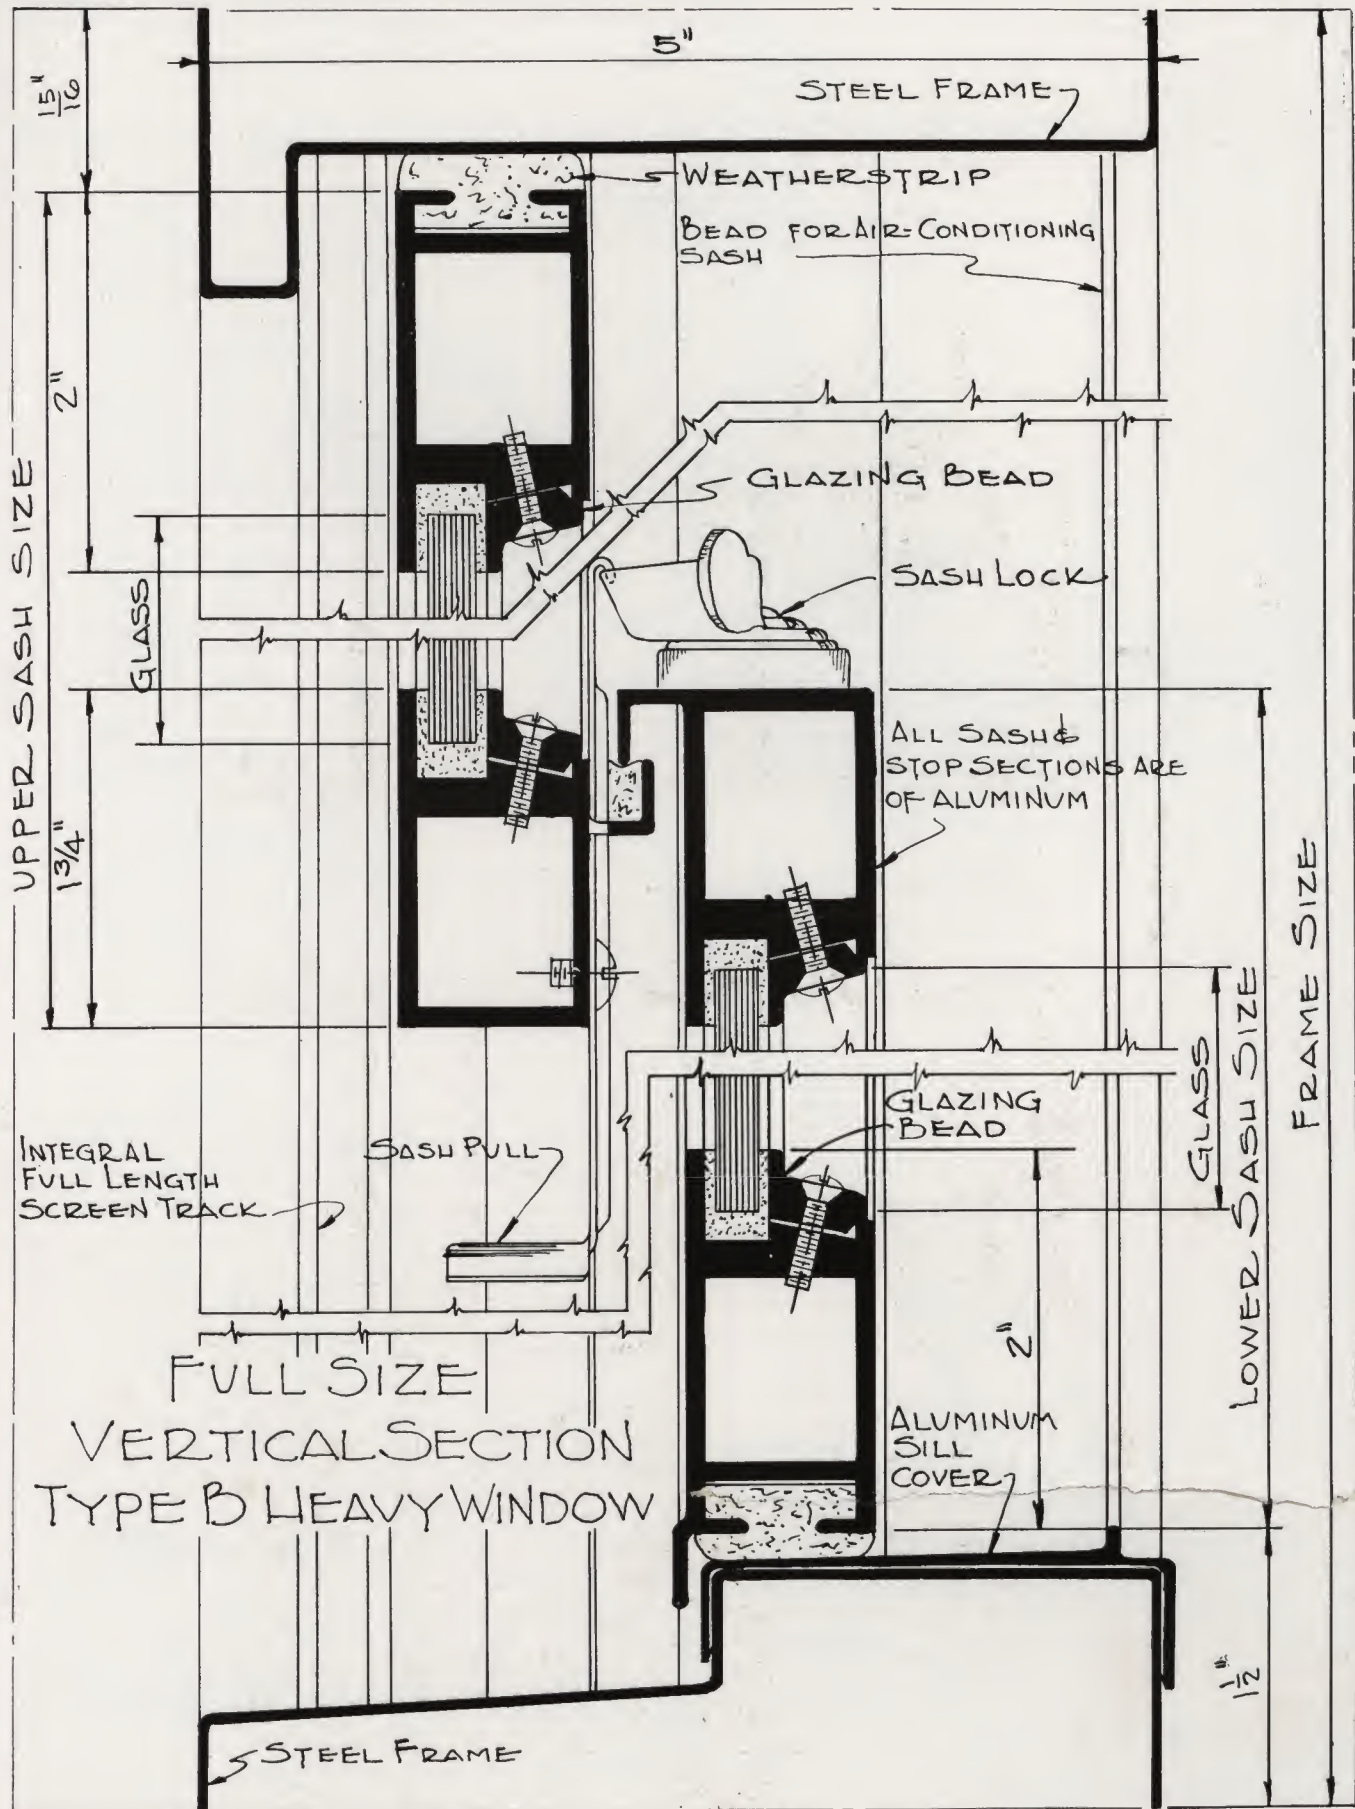 5"
15/16"
STEEL FRAME
WEATHERSTRIP
BEAD FOR AIR-CONDITIONING
SASH
2"
UPPER SASH SIZE
GLASS
1 3/4"
GLAZING BEAD
SASH LOCK
ALL SASH &
STOP SECTIONS ARE
OF ALUMINUM
FRAME SIZE
LOWER SASH SIZE
GLASS
GLAZING
BEAD
INTEGRAL
FULL LENGTH
SCREEN TRACK
SASH PULL
2"
FULL SIZE
VERTICAL SECTION
TYPE B HEAVY WINDOW
ALUMINUM
SILL
COVER
1 1/2"
STEEL FRAME